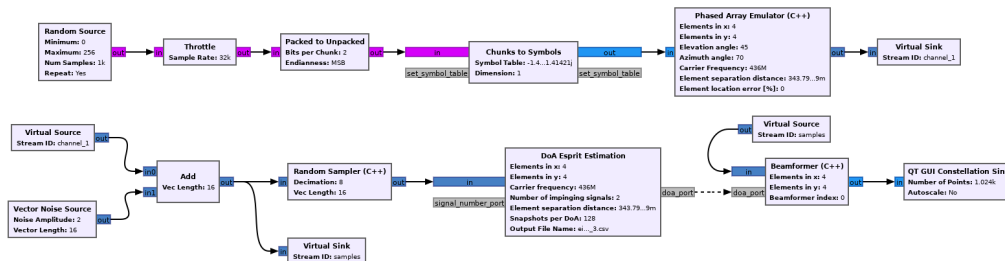 Random Source
Minimum: 0
Maximum: 256
Num Samples: 1k
Repeat: Yes
out
in
Throttle
Sample Rate: 32k
out
in
Packed to Unpacked
Bits per Chunk: 2
Endianness: MSB
out
in
set_symbol_table
Chunks to Symbols
Symbol Table: -1.4...1.41421j
Dimension: 1
out
set_symbol_table
in
Phased Array Emulator (C++)
Elements in x: 4
Elements in y: 4
Elevation angle: 45
Azimuth angle: 70
Carrier Frequency: 436M
Element separation distance: 343.79...9m
Element location error [%]: 0
out
in
Virtual Sink
Stream ID: channel_1
Virtual Source
Stream ID: channel_1
out
Vector Noise Source
Noise Amplitude: 2
Vector Length: 16
out
in0
in1
Add
Vec Length: 16
out
in
Random Sampler (C++)
Decimation: 8
Vec Length: 16
out
in
Virtual Sink
Stream ID: samples
in
signal_number_port
DoA Esprit Estimation
Elements in x: 4
Elements in y: 4
Carrier frequency: 436M
Number of impinging signals: 2
Element separation distance: 343.79...9m
Snapshots per DoA: 128
Output File Name: ei..._3.csv
doa_port
Virtual Source
Stream ID: samples
out
in
doa_port
Beamformer (C++)
Elements in x: 4
Elements in y: 4
Beamformer index: 0
out
in
QT GUI Constellation Sin
Number of Points: 1.024k
Autoscale: No